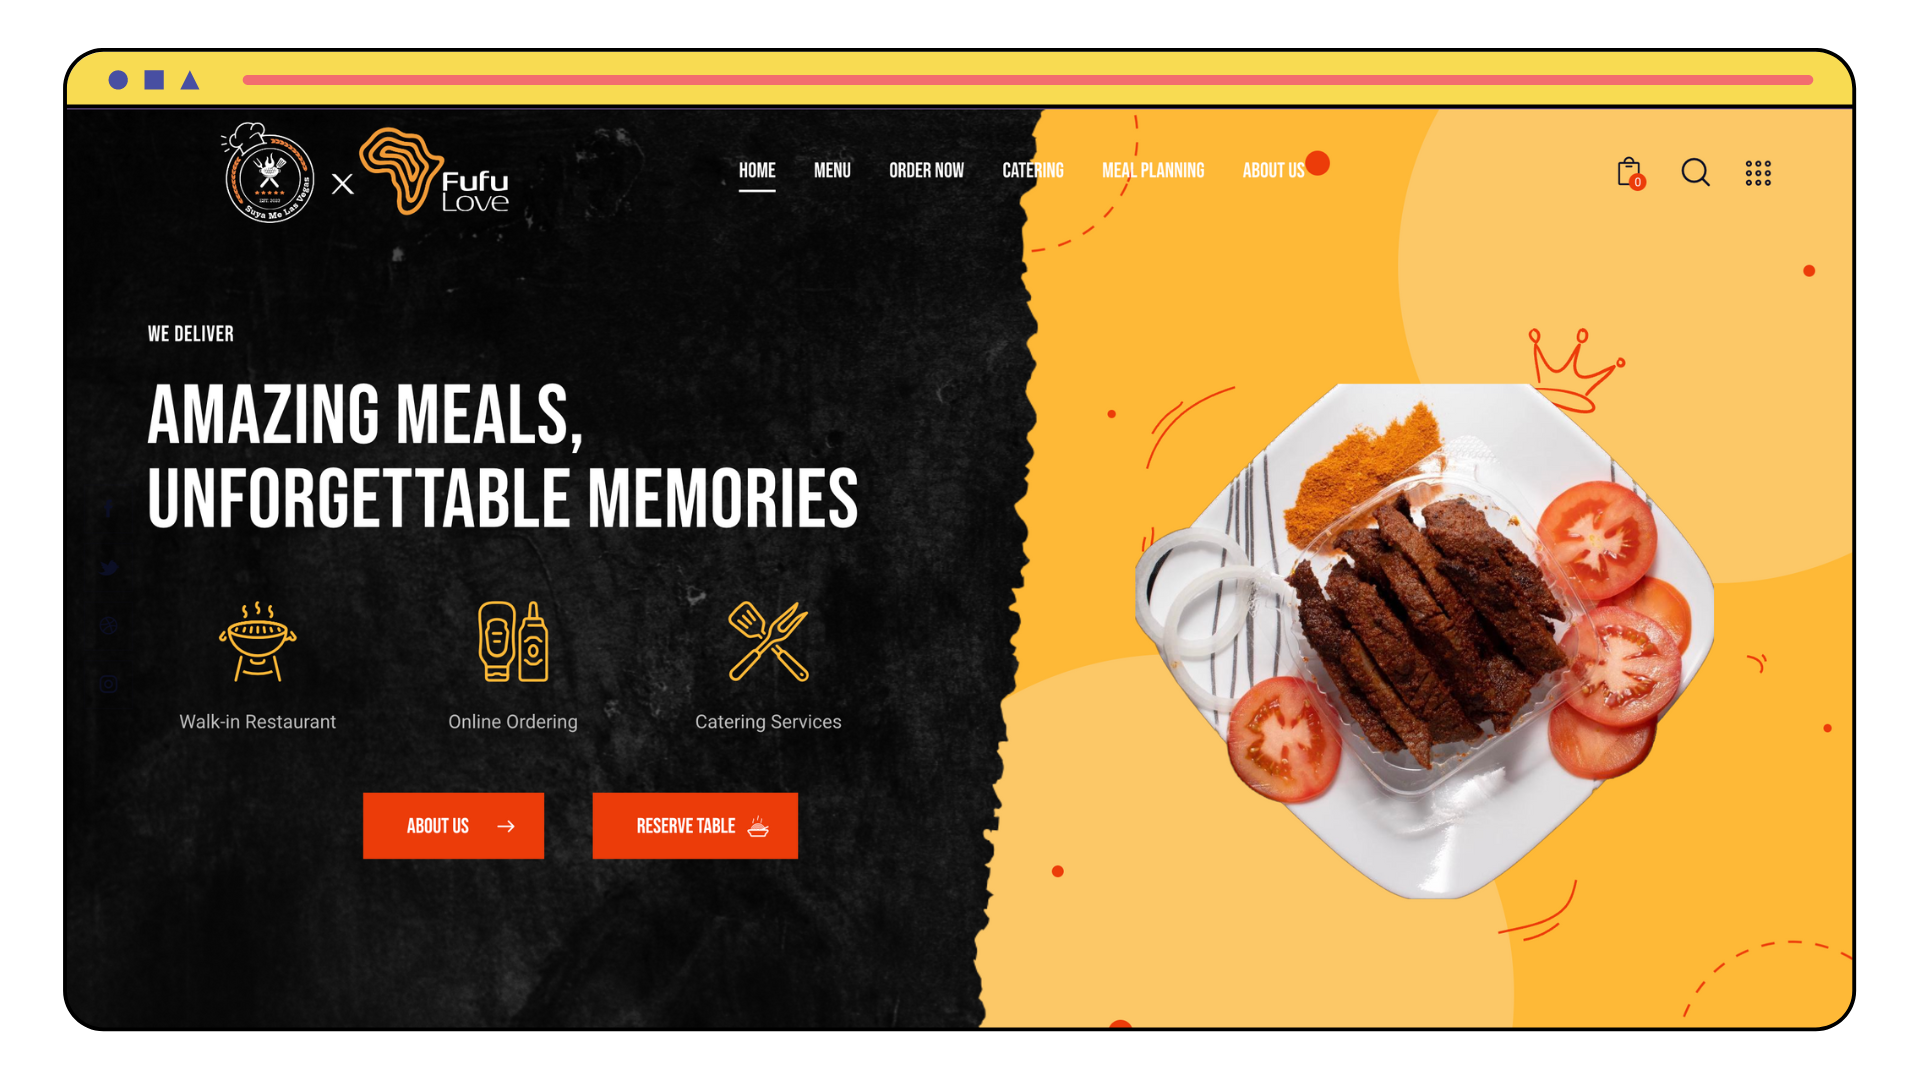 EST. 2022
Suya Me Las Vegas
X
Fufu
Love
HOME
MENU
ORDER NOW
CATERING
MEAL PLANNING
ABOUT US
0
WE DELIVER
AMAZING MEALS,
UNFORGETTABLE MEMORIES
Walk-in Restaurant
Online Ordering
Catering Services
ABOUT US
RESERVE TABLE